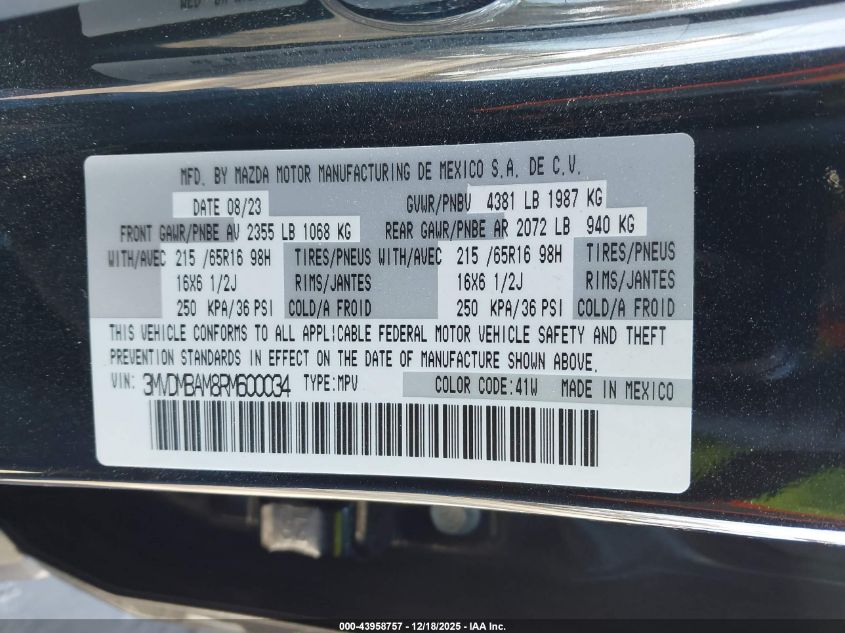 MFD. BY MAZDA MOTOR MANUFACTURING DE MEXICO S.A. DE C.V.
DATE 08/23 GVWR/PNBV 4381 LB 1987 KG
FRONT GAWR/PNBE AV 2355 LB 1068 KG REAR GAWR/PNBE AR 2072 LB 940 KG
WITH/AVEC 215 /65R16 98H TIRES/PNEUS WITH/AVEC 215 /65R16 98H TIRES/PNEUS
16X6 1/2J RIMS/JANTES 16X6 1/2J RIMS/JANTES
250 KPA/36 PSI COLD/A FROID 250 KPA/36 PSI COLD/A FROID
THIS VEHICLE CONFORMS TO ALL APPLICABLE FEDERAL MOTOR VEHICLE SAFETY AND THEFT
PREVENTION STANDARDS IN EFFECT ON THE DATE OF MANUFACTURE SHOWN ABOVE.
VIN: 3MVDMBAM8RM600034 TYPE:MPV COLOR CODE:41W MADE IN MEXICO
000-43958757 - 12/18/2025 - IAA Inc.